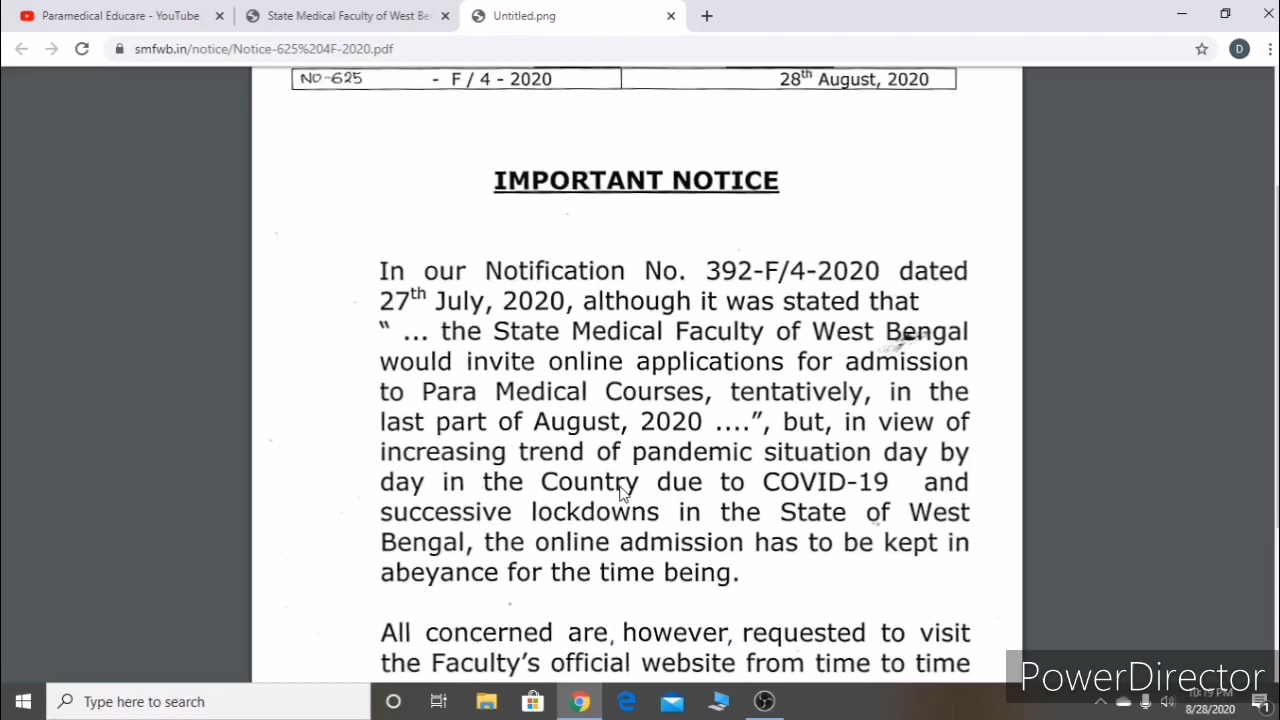 Paramedical Educare - YouTube
State Medical Faculty of West Be
Untitled.png
smfwb.in/notice/Notice-625%204F-2020.pdf
D
NO-625 - F / 4 - 2020 28th August, 2020
IMPORTANT NOTICE
In our Notification No. 392-F/4-2020 dated
27th July, 2020, although it was stated that
“ ... the State Medical Faculty of West Bengal
would invite online applications for admission
to Para Medical Courses, tentatively, in the
last part of August, 2020 ....”, but, in view of
increasing trend of pandemic situation day by
day in the Country due to COVID-19 and
successive lockdowns in the State of West
Bengal, the online admission has to be kept in
abeyance for the time being.
All concerned are, however, requested to visit
the Faculty’s official website from time to time
PowerDirector
Type here to search
10:19 PM
8/28/2020
1